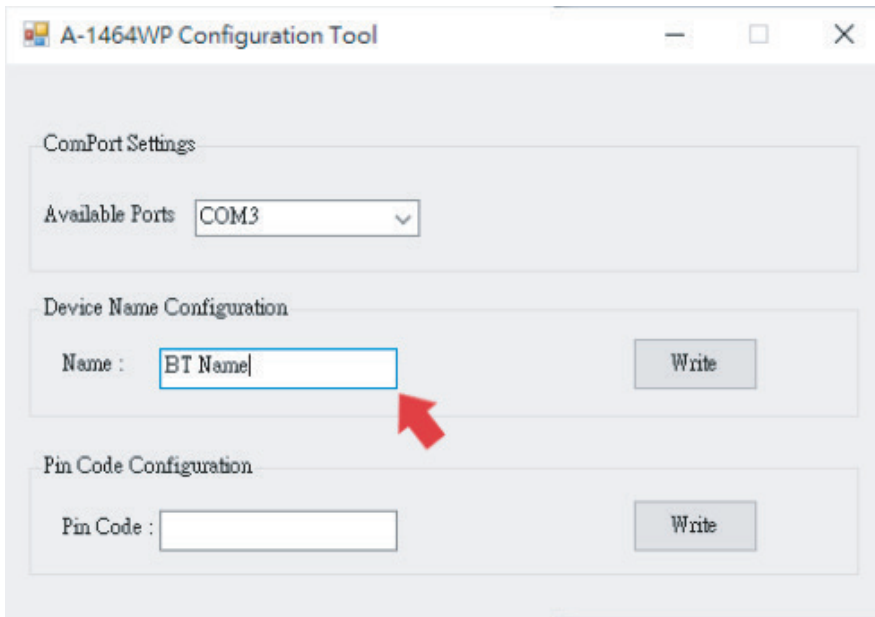 A-1464WP Configuration Tool
ComPort Settings
Available Ports COM3
Device Name Configuration
Name : BT Name Write
Pin Code Configuration
Pin Code : Write